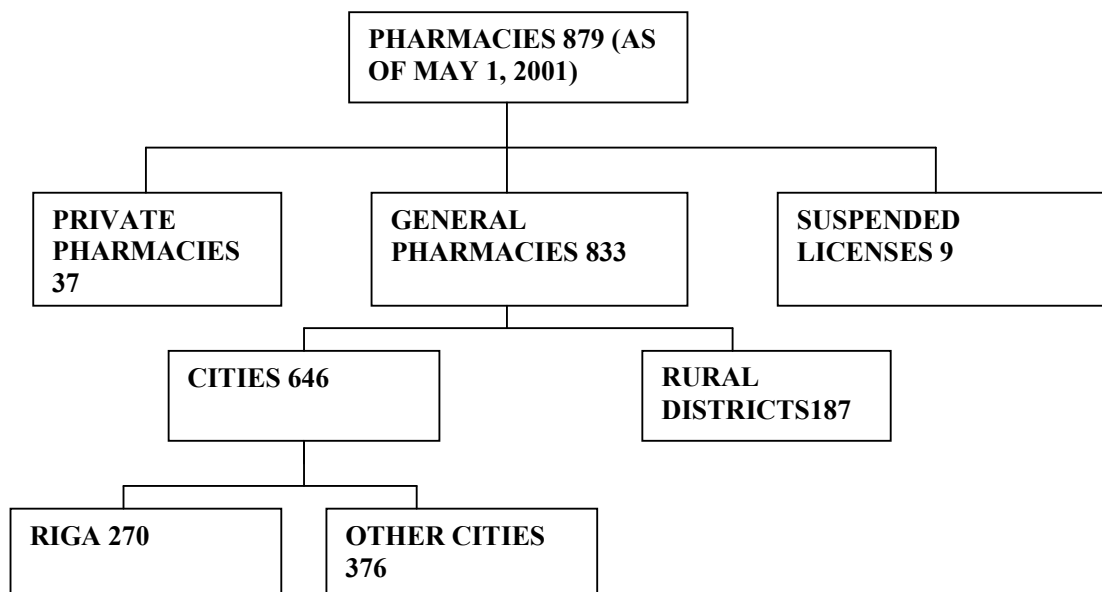 PHARMACIES 879 (AS
OF MAY 1, 2001)
PRIVATE
PHARMACIES
37
GENERAL
PHARMACIES 833
SUSPENDED
LICENSES 9
CITIES 646
RURAL
DISTRICTS187
RIGA 270
OTHER CITIES
376